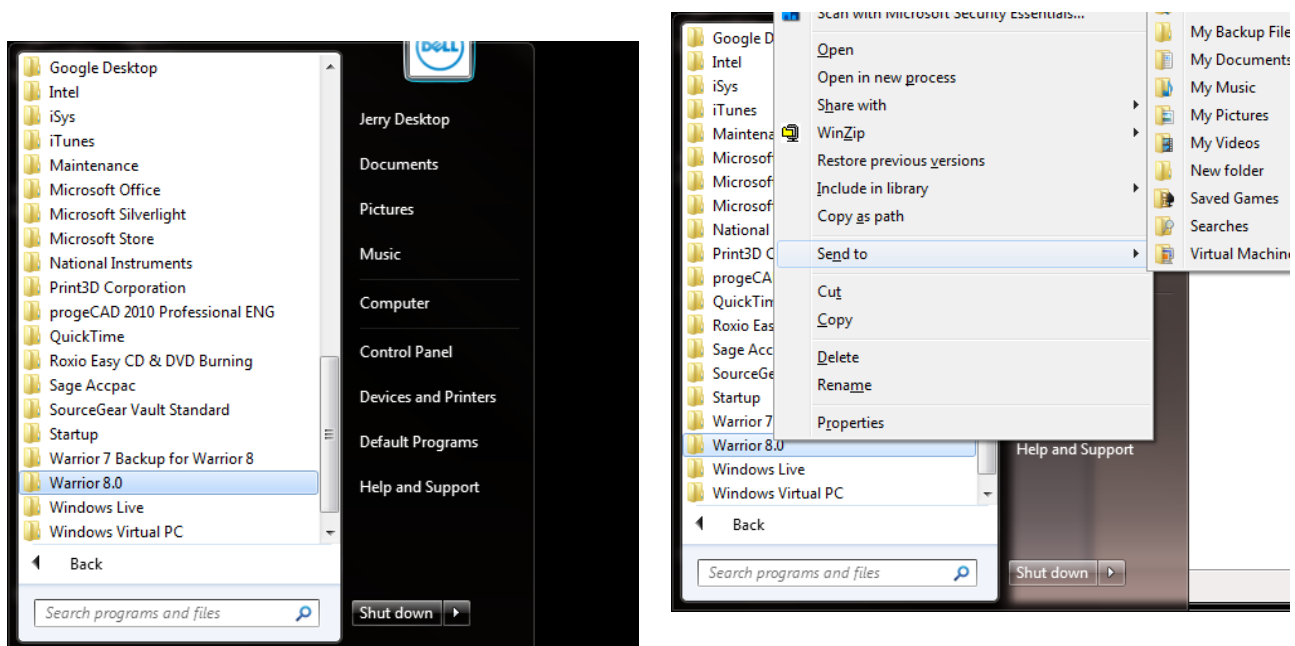 DELL
Google Desktop
Intel
iSys
iTunes
Maintenance
Microsoft Office
Microsoft Silverlight
Microsoft Store
National Instruments
Print3D Corporation
progeCAD 2010 Professional ENG
QuickTime
Roxio Easy CD & DVD Burning
Sage Accpac
SourceGear Vault Standard
Startup
Warrior 7 Backup for Warrior 8
Warrior 8.0
Windows Live
Windows Virtual PC
Back
Search programs and files
Jerry Desktop
Documents
Pictures
Music
Computer
Control Panel
Devices and Printers
Default Programs
Help and Support
Shut down
Google D
Intel
iSys
iTunes
Maintena
Microsof
Microsof
Microsof
National
Print3D C
progeCA
QuickTim
Roxio Eas
Sage Acc
SourceGe
Startup
Warrior 7
Warrior 8.0
Windows Live
Windows Virtual PC
Back
Search programs and files
Scan with Microsoft Security Essentials...
Open
Open in new process
Share with
WinZip
Restore previous versions
Include in library
Copy as path
Send to
Cut
Copy
Delete
Rename
Properties
My Backup File
My Documents
My Music
My Pictures
My Videos
New folder
Saved Games
Searches
Virtual Machine
Help and Support
Shut down